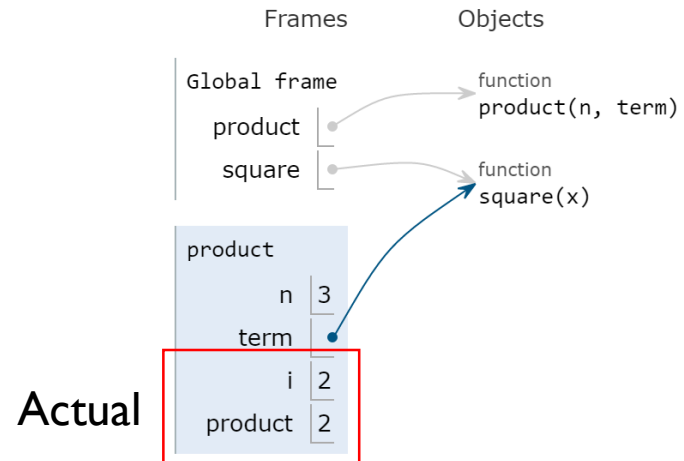 Frames Objects
Global frame
function
product(n, term)
product
square
function
square(x)
product
n 3
term
i 2
Actual
product 2